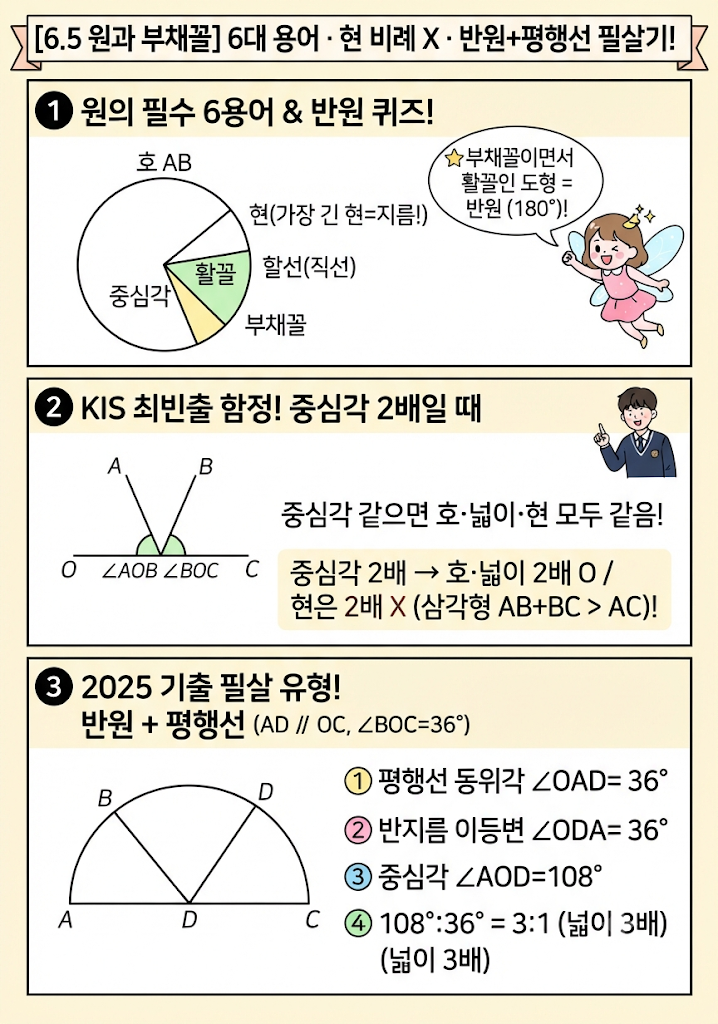 [6.5 원과 부채꼴] 6대 용어 · 현 비례 X · 반원+평행선 필살기!
1 원의 필수 6용어 & 반원 퀴즈!
호 AB
현(가장 긴 현=지름!)
할선(직선)
활꼴
중심각
부채꼴
☆부채꼴이면서
활꼴인 도형 =
반원 (180°)!
2 KIS 최빈출 함정! 중심각 2배일 때
A
B
O
∠AOB ∠BOC
C
중심각 같으면 호·넓이·현 모두 같음!
중심각 2배 → 호·넓이 2배 O /
현은 2배 X (삼각형 AB+BC > AC)!
3 2025 기출 필살 유형!
반원 + 평행선 (AD // OC, ∠BOC=36°)
B
D
A
D
C
① 평행선 동위각 ∠OAD= 36°
② 반지름 이등변 ∠ODA= 36°
③ 중심각 ∠AOD=108°
④ 108°:36° = 3:1 (넓이 3배)
(넓이 3배)